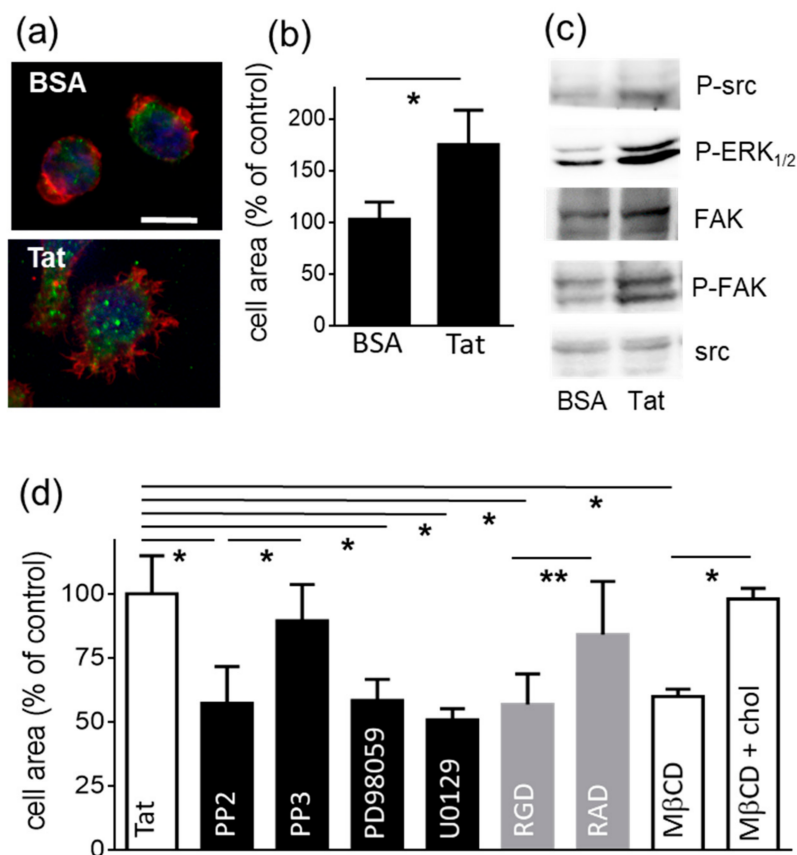 (a)
BSA
Tat
(b)
cell area (% of control)
200
150
100
50
0
*
BSA
Tat
(c)
P-src
P-ERK1/2
FAK
P-FAK
src
BSA Tat
(d)
cell area (% of control)
100
75
50
25
0
*
*
*
*
*
*
**
*
Tat
PP2
PP3
PD98059
U0129
RGD
RAD
MβCD
MβCD + chol